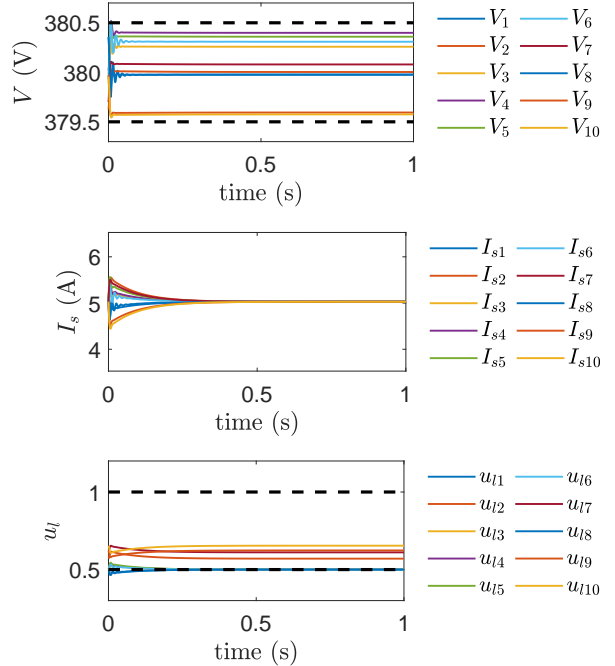 380.5
380
379.5
V (V)
0 0.5 1
time (s)
V1 V6
V2 V7
V3 V8
V4 V9
V5 V10
6
5
4
Is (A)
0 0.5 1
time (s)
Is1 Is6
Is2 Is7
Is3 Is8
Is4 Is9
Is5 Is10
1
0.5
ul
0 0.5 1
time (s)
ul1 ul6
ul2 ul7
ul3 ul8
ul4 ul9
ul5 ul10